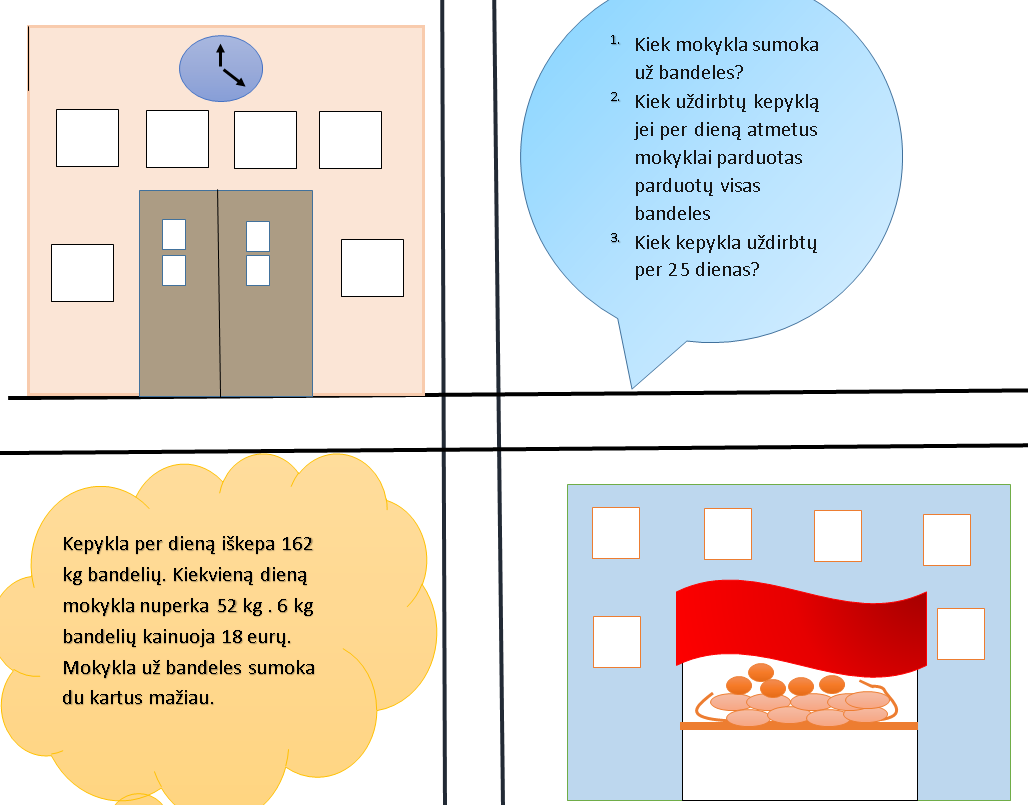 1. Kiek mokykla sumoka
už bandeles?
2. Kiek uždirbtų kepyklą
jei per dieną atmetus
mokyklai parduotas
parduotų visas
bandeles
3. Kiek kepykla uždirbtų
per 25 dienas?
Kepykla per dieną iškepa 162
kg bandelių. Kiekvieną dieną
mokykla nuperka 52 kg . 6 kg
bandelių kainuoja 18 eurų.
Mokykla už bandeles sumoka
du kartus mažiau.